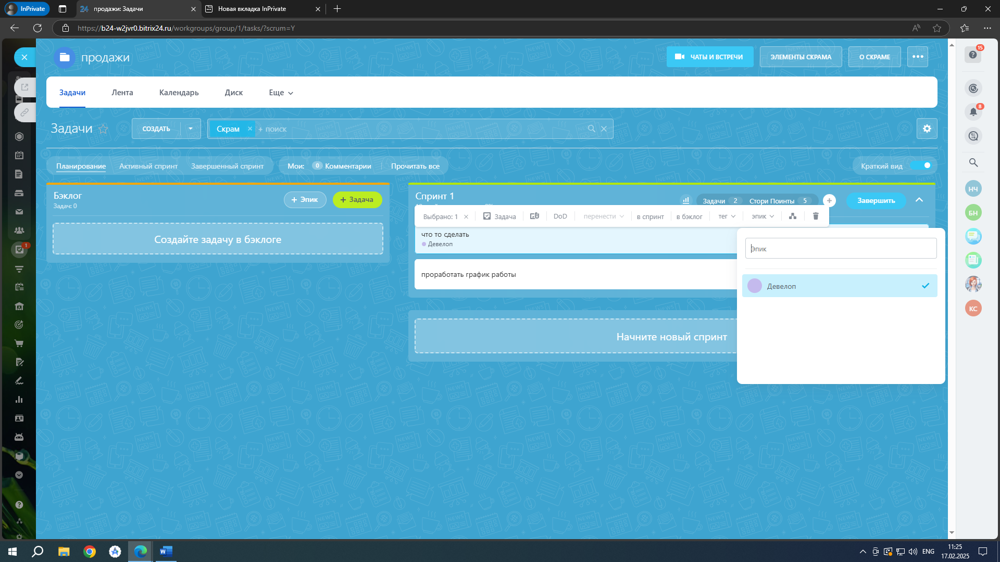 InPrivate
продажи: Задачи
Новая вкладка InPrivate
https://b24-w2jvr0.bitrix24.ru/workgroups/group/1/tasks/?scrum=Y
продажи
ЧАТЫ И ВСТРЕЧИ
ЭЛЕМЕНТЫ СКРАМА
О СКРАМЕ
15
Задачи
Лента
Календарь
Диск
Еще
Задачи
СОЗДАТЬ
Скрам
+ поиск
8
Планирование
Активный спринт
Завершенный спринт
Мои:
0
Комментарии
Прочитать все
Краткий вид
Бэклог
Задач: 0
+ Эпик
+ Задача
Спринт 1
Задачи 2
Стори Поинты 5
Завершить
Выбрано: 1
Задача
DoD
перенести
в спринт
в бэклог
тег
эпик
Создайте задачу в бэклоге
что то сделать
Девелоп
проработать график работы
Эпик
Девелоп
Начните новый спринт
НЧ
БН
КС
1
ENG
11:25
17.02.2025